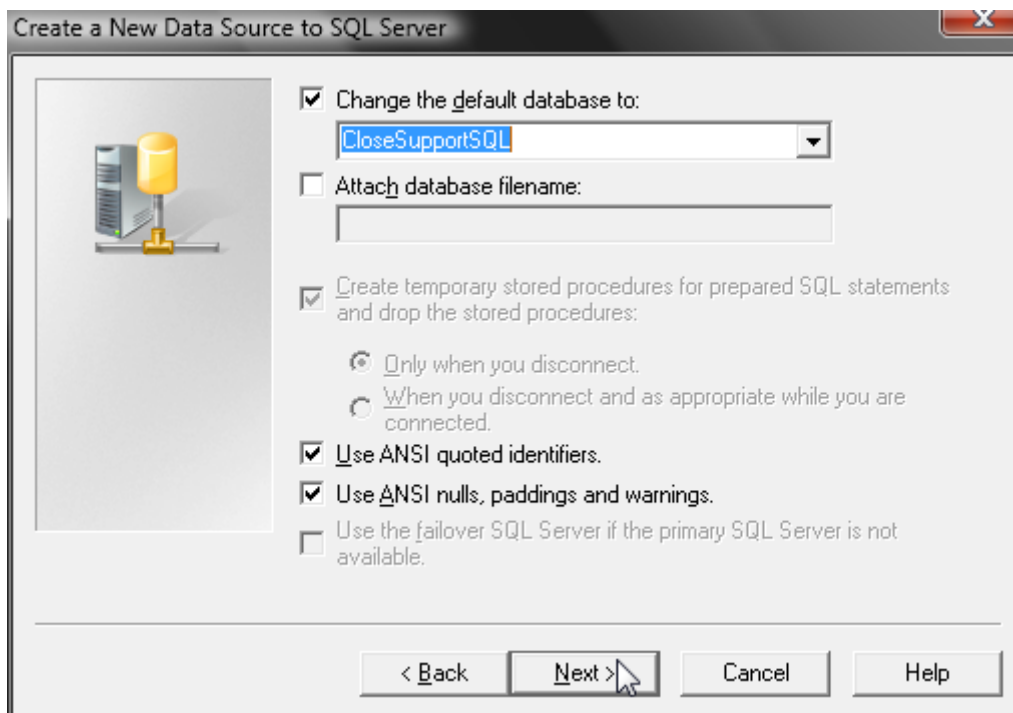 Create a New Data Source to SQL Server
Change the default database to:
CloseSupportSQL
Attach database filename:
Create temporary stored procedures for prepared SQL statements
and drop the stored procedures:
Only when you disconnect.
When you disconnect and as appropriate while you are
connected.
Use ANSI quoted identifiers.
Use ANSI nulls, paddings and warnings.
Use the failover SQL Server if the primary SQL Server is not
available.
< Back
Next >
Cancel
Help